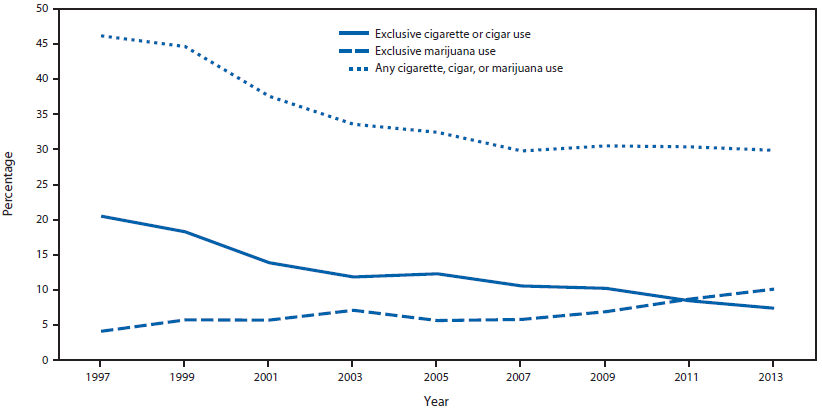 50
45
40
35
30
25
20
15
10
5
0
Percentage
Exclusive cigarette or cigar use
Exclusive marijuana use
Any cigarette, cigar, or marijuana use
1997 1999 2001 2003 2005 2007 2009 2011 2013
Year